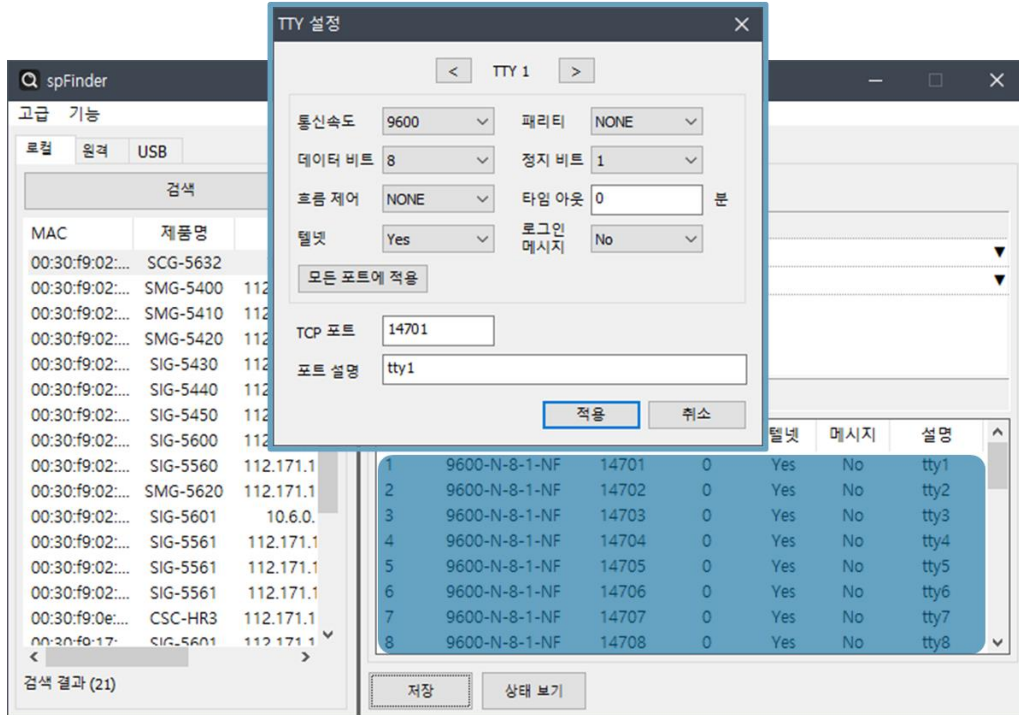 TTY 설정
< TTY 1 >
통신속도 9600 패리티 NONE
데이터 비트 8 정지 비트 1
흐름 제어 NONE 타임 아웃 0 분
텔넷 Yes 로그인 메시지 No
모든 포트에 적용
TCP 포트 14701
포트 설명 tty1
적용 취소
spFinder
고급 기능
로컬 원격 USB
검색
MAC 제품명
00:30:f9:02:... SCG-5632
00:30:f9:02:... SMG-5400 112
00:30:f9:02:... SMG-5410 112
00:30:f9:02:... SMG-5420 112
00:30:f9:02:... SIG-5430 112
00:30:f9:02:... SIG-5440 112
00:30:f9:02:... SIG-5450 112
00:30:f9:02:... SIG-5600 112
00:30:f9:02:... SIG-5560 112.171.1
00:30:f9:02:... SMG-5620 112.171.1
00:30:f9:02:... SIG-5601 10.6.0.
00:30:f9:02:... SIG-5561 112.171.1
00:30:f9:02:... SIG-5561 112.171.1
00:30:f9:02:... SIG-5561 112.171.1
00:30:f9:0e:... CSC-HR3 112.171.1
00:30:f9:17: SIG-5601 112.171.1
검색 결과 (21)
텔넷 메시지 설명
1 9600-N-8-1-NF 14701 0 Yes No tty1
2 9600-N-8-1-NF 14702 0 Yes No tty2
3 9600-N-8-1-NF 14703 0 Yes No tty3
4 9600-N-8-1-NF 14704 0 Yes No tty4
5 9600-N-8-1-NF 14705 0 Yes No tty5
6 9600-N-8-1-NF 14706 0 Yes No tty6
7 9600-N-8-1-NF 14707 0 Yes No tty7
8 9600-N-8-1-NF 14708 0 Yes No tty8
저장 상태 보기